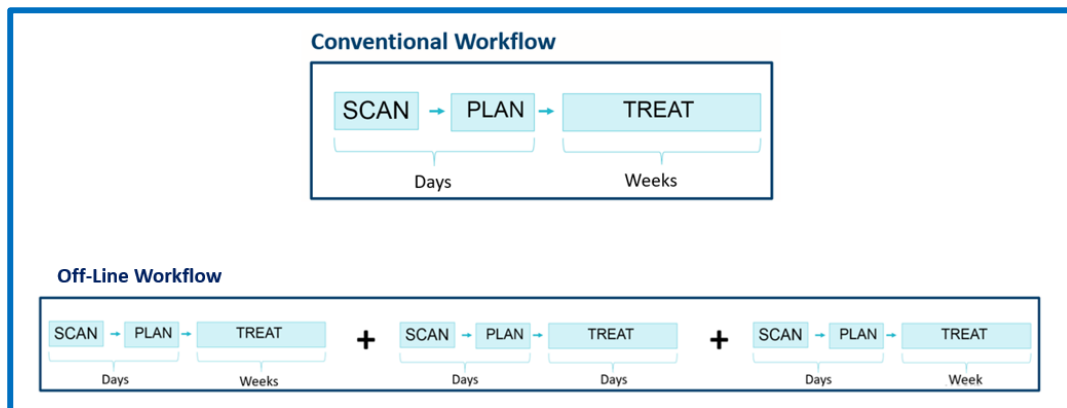 Conventional Workflow
SCAN PLAN TREAT
Days Weeks
Off-Line Workflow
SCAN PLAN TREAT + SCAN PLAN TREAT + SCAN PLAN TREAT
Days Weeks Days Days Days Week